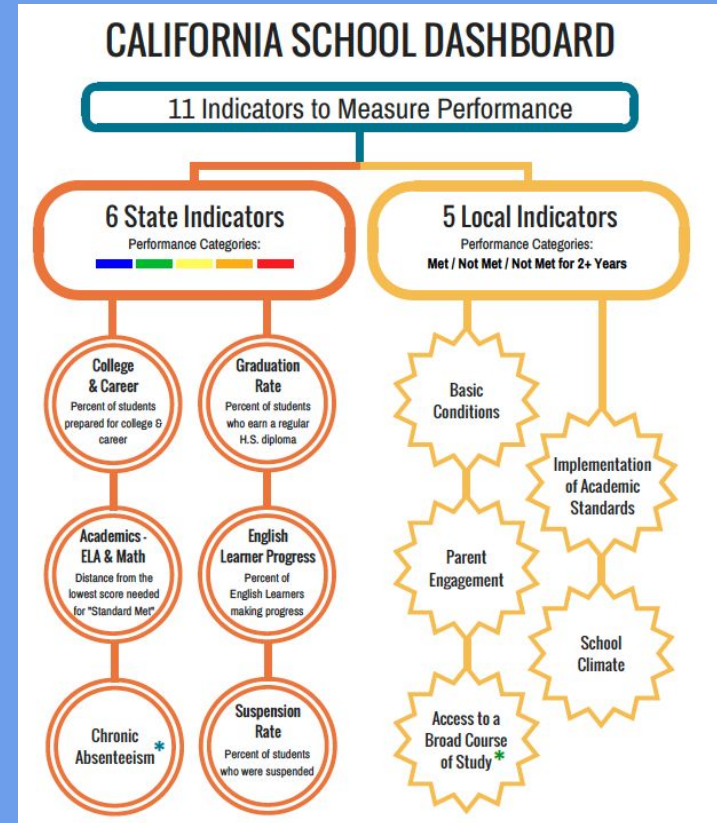 CALIFORNIA SCHOOL DASHBOARD
11 Indicators to Measure Performance
6 State Indicators
Performance Categories:
5 Local Indicators
Performance Categories:
Met / Not Met / Not Met for 2+ Years
College
& Career
Percent of students
prepared for college &
career
Graduation
Rate
Percent of students
who earn a regular
H.S. diploma
Academics -
ELA & Math
Distance from the
lowest score needed
for "Standard Met"
English
Learner Progress
Percent of
English Learners
making progress
Chronic
Absenteeism*
Suspension
Rate
Percent of students
who were suspended
Basic
Conditions
Implementation
of Academic
Standards
Parent
Engagement
School
Climate
Access to a
Broad Course
of Study*